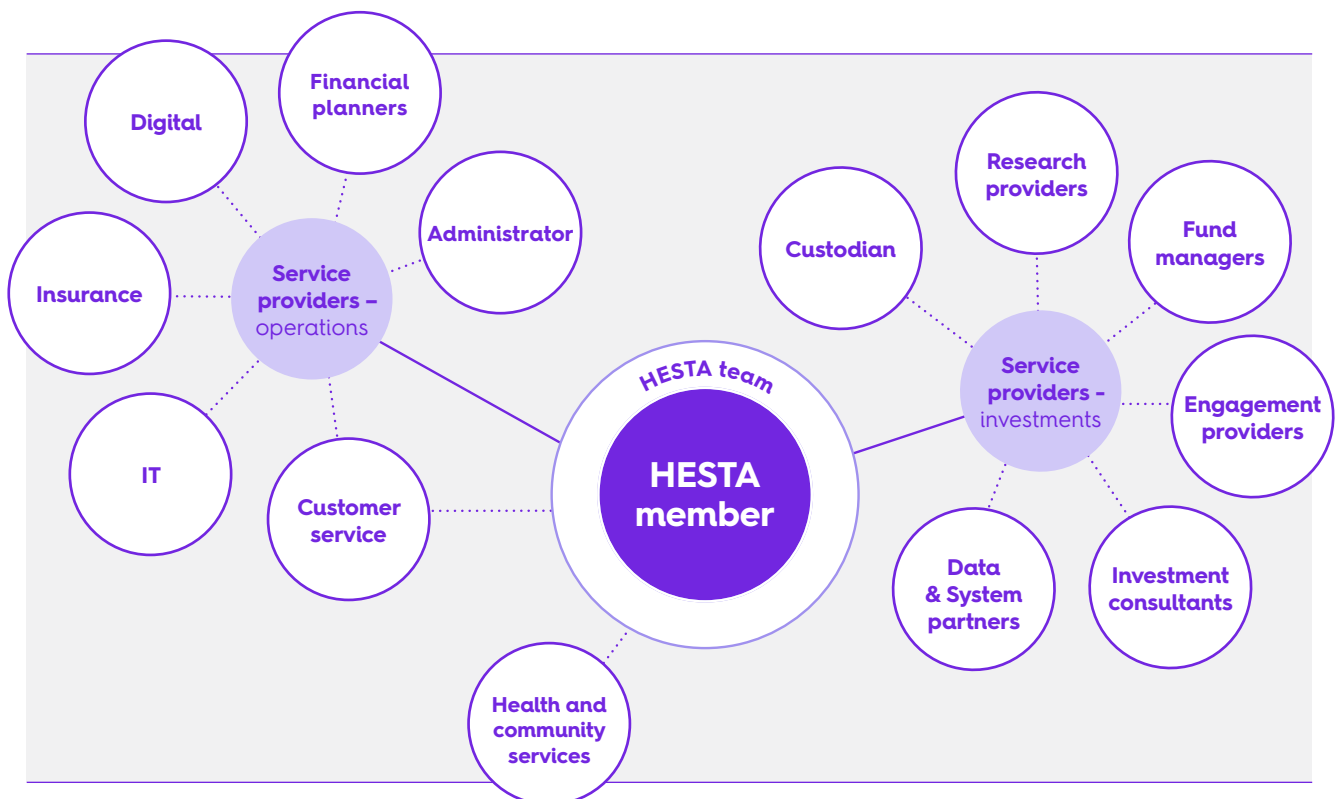 Financial
planners
Digital
Administrator
Insurance
Service
providers –
operations
IT
Customer
service
HESTA team
HESTA
member
Health and
community
services
Custodian
Research
providers
Fund
managers
Service
providers -
investments
Engagement
providers
Data
& System
partners
Investment
consultants